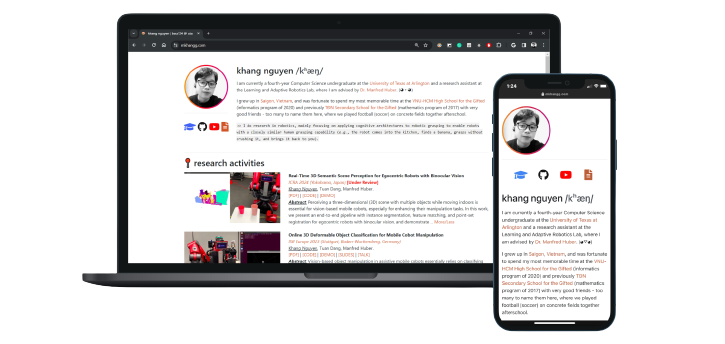 khang nguyen /kʰæŋ/
I am currently a fourth-year Computer Science undergraduate at the University of Texas at Arlington and a research assistant at
the Learning and Adaptive Robotics Lab, where I am advised by Dr. Manfred Huber.
I grew up in Saigon, Vietnam, and was fortunate to spend my most memorable time at the VNU-HCM High School for the Gifted
(informatics program of 2020) and previously TĐN Secondary School for the Gifted (mathematics program of 2017) with very
good friends – too many to name them here, where we played football (soccer) on concrete fields together afterschool.
research activities
Real-Time 3D Semantic Scene Perception for Egocentric Robots with Binocular Vision
(Under Review)
Khang Nguyen, Tuan Dang, Manfred Huber
[PDF] | [CODE] | [DEMO]
Abstract Perceiving a three-dimensional (3D) scene with multiple objects while moving indoors is
essential for vision-based mobile cobots, especially for enhancing their manipulation tasks. In this work,
we present an end-to-end pipeline with instance segmentation, feature matching, and point-set
registration for egocentric robots with binocular vision, and demonstrate ... More/Less
Online 3D Deformable Object Classification for Mobile Cobot Manipulation
Khang Nguyen, Tuan Dang, Manfred Huber
[PDF] | [CODE] | [DEMO] | [SLIDES] | [TALK]
Abstract Vision-based object manipulation in assistive mobile cobots essentially relies on classifying
1:24
mkhangg.com
khang nguyen /kʰæŋ/
I am currently a fourth-year Computer Science
undergraduate at the University of Texas at
Arlington and a research assistant at the
Learning and Adaptive Robotics Lab, where I
am advised by Dr. Manfred Huber.
I grew up in Saigon, Vietnam, and was fortunate
to spend my most memorable time at the VNU-
HCM High School for the Gifted (informatics
program of 2020) and previously TĐN
Secondary School for the Gifted (mathematics
program of 2017) with very good friends – too
many to name them here, where we played
football (soccer) on concrete fields together
afterschool.